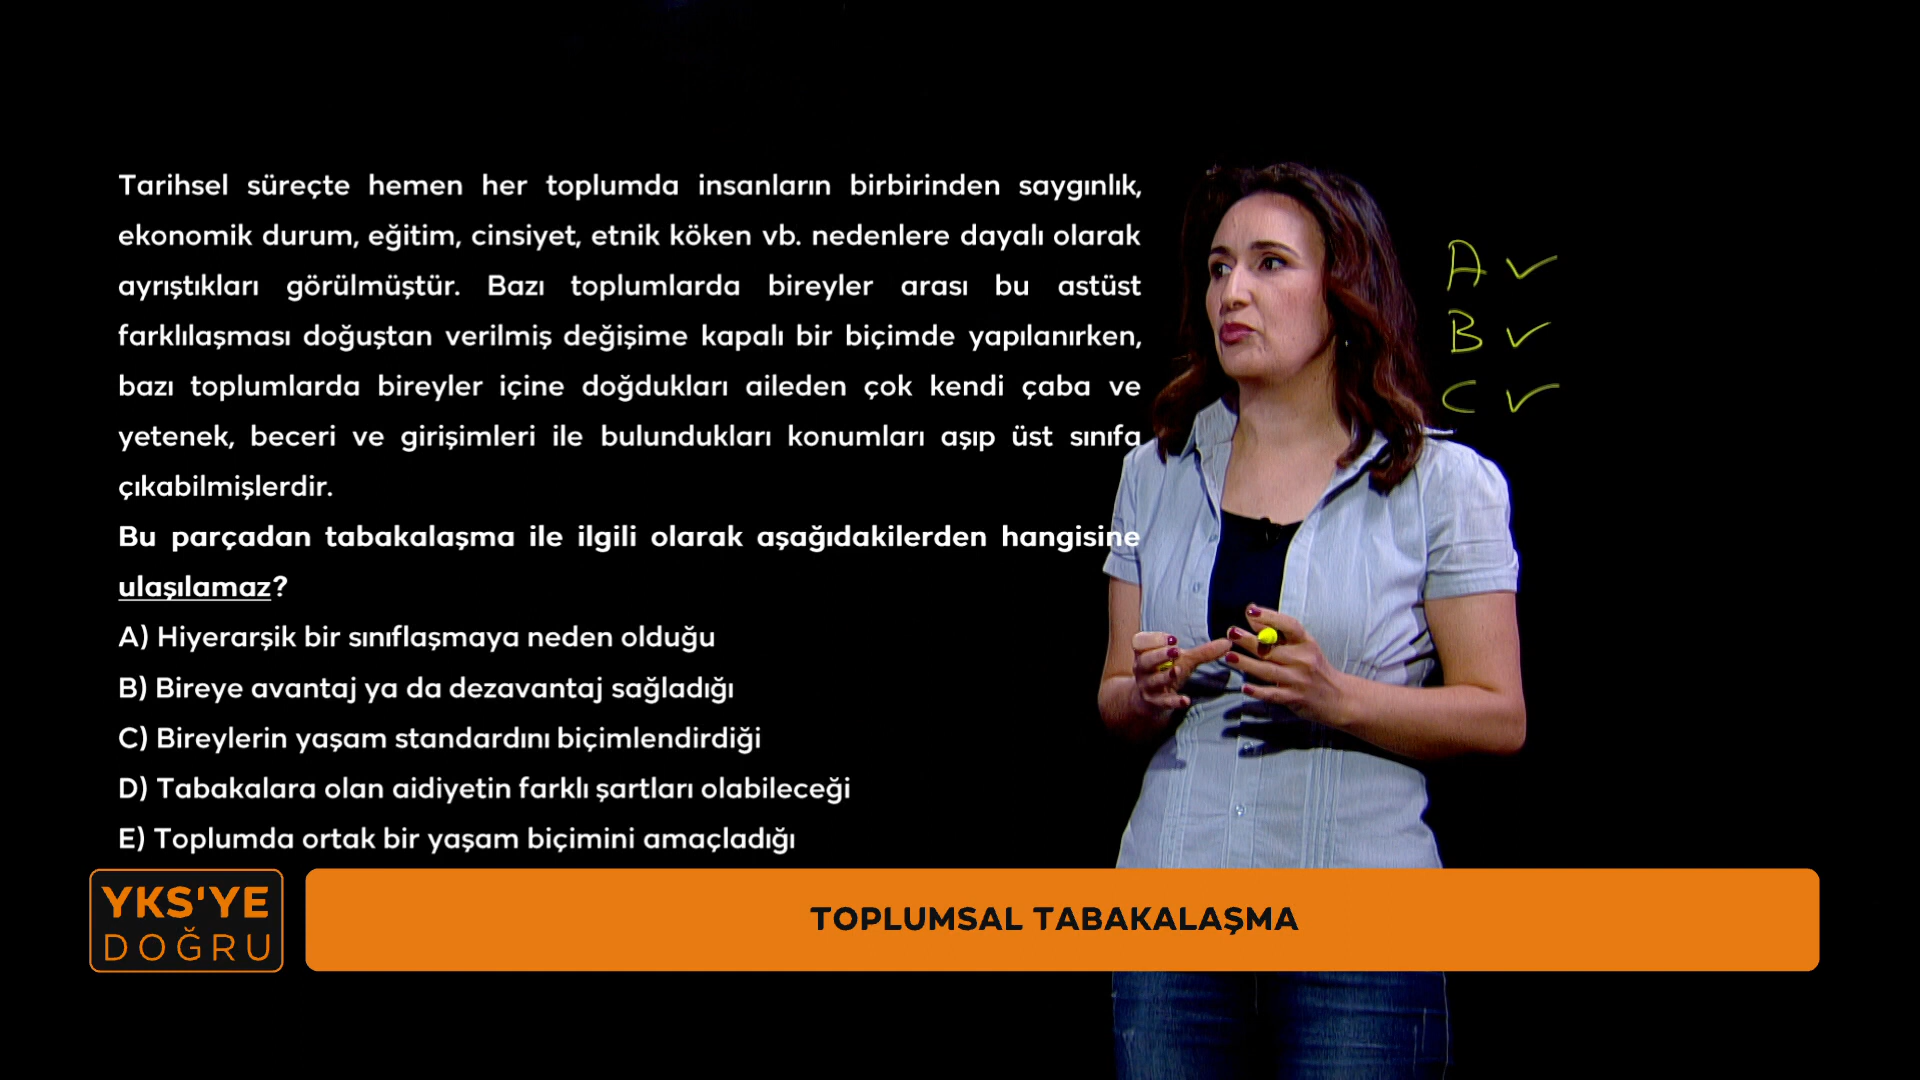 Tarihsel süreçte hemen her toplumda insanların birbirinden saygınlık,
ekonomik durum, eğitim, cinsiyet, etnik köken vb. nedenlere dayalı olarak
ayrıştıkları görülmüştür. Bazı toplumlarda bireyler arası bu astüst
farklılaşması doğuştan verilmiş değişime kapalı bir biçimde yapılanırken,
bazı toplumlarda bireyler içine doğdukları aileden çok kendi çaba ve
yetenek, beceri ve girişimleri ile bulundukları konumları aşıp üst sınıfa
çıkabilmişlerdir.
Bu parçadan tabakalaşma ile ilgili olarak aşağıdakilerden hangisine
ulaşılamaz?
A) Hiyerarşik bir sınıflaşmaya neden olduğu
B) Bireye avantaj ya da dezavantaj sağladığı
C) Bireylerin yaşam standardını biçimlendirdiği
D) Tabakalara olan aidiyetin farklı şartları olabileceği
E) Toplumda ortak bir yaşam biçimini amaçladığı
A ✓
B ✓
C ✓
YKS'YE
DOĞRU
TOPLUMSAL TABAKALAŞMA